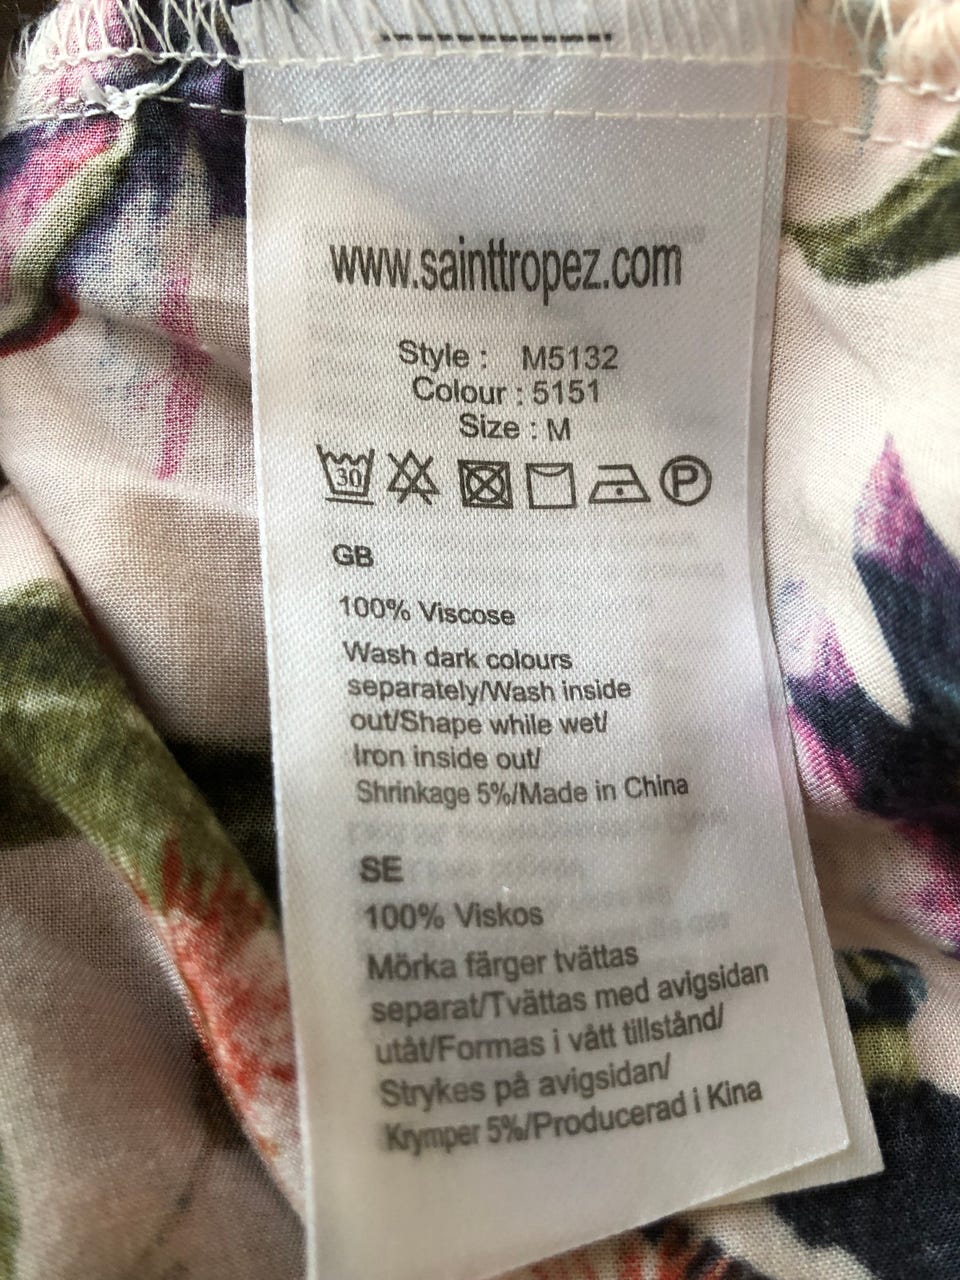 www.sainttropez.com
Style : M5132
Colour : 5151
Size : M
30 P
GB
100% Viscose
Wash dark colours
separately/Wash inside
out/Shape while wet/
Iron inside out/
Shrinkage 5%/Made in China
SE
100% Viskos
Mörka färger tvättas
separat/Tvättas med avigsidan
utåt/Formas i vått tillstånd/
Strykes på avigsidan/
Krymper 5%/Producerad i Kina